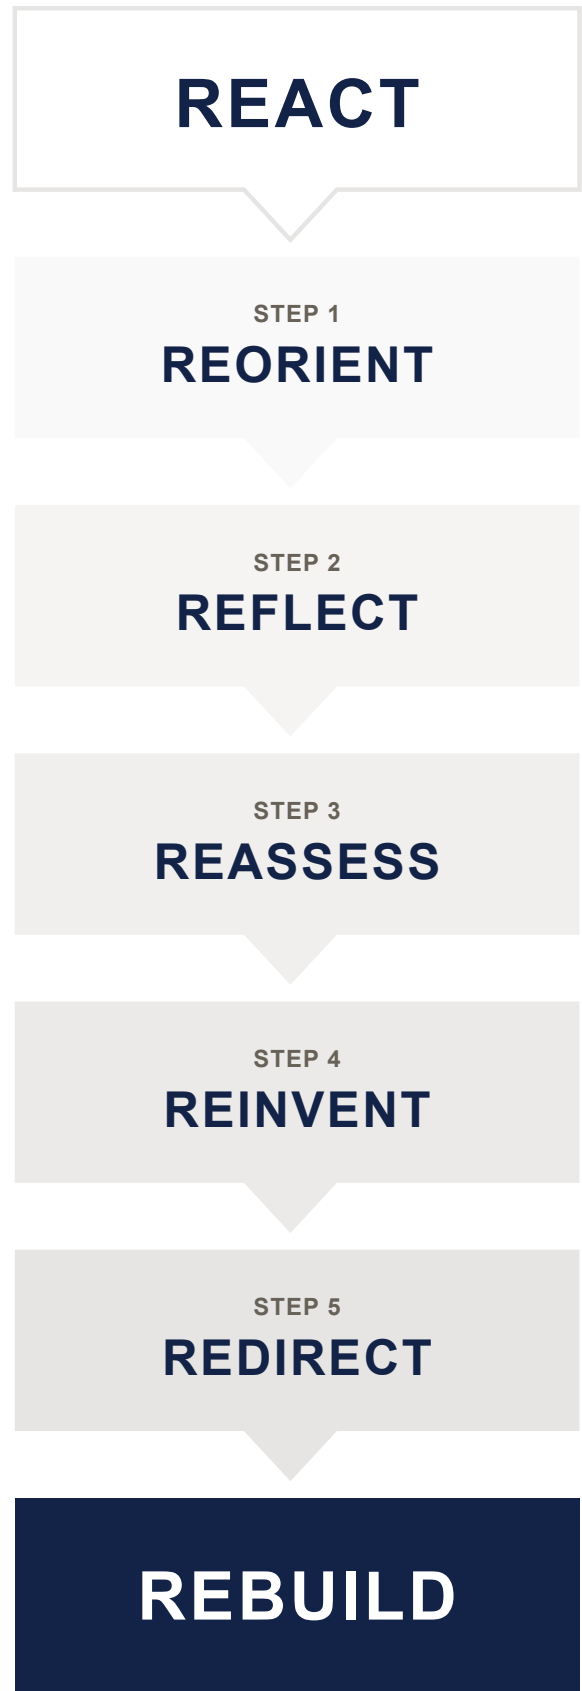 REACT
STEP 1
REORIENT
STEP 2
REFLECT
STEP 3
REASSESS
STEP 4
REINVENT
STEP 5
REDIRECT
REBUILD